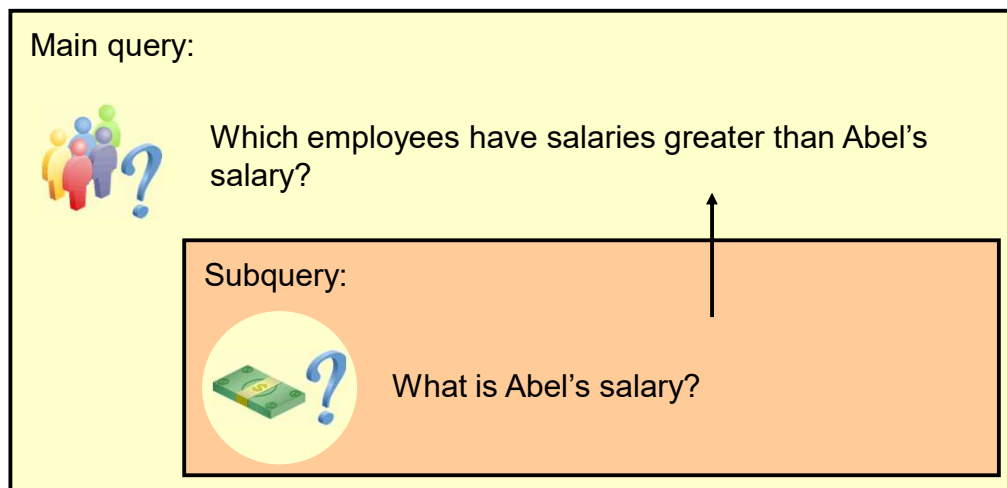 Main query:
Which employees have salaries greater than Abel’s
salary?
Subquery:
What is Abel’s salary?